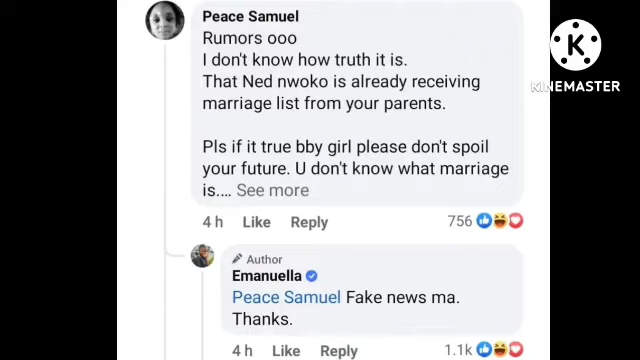 Peace Samuel
Rumors ooo
I don't know how truth it is.
That Ned nwoko is already receiving
marriage list from your parents.
Pls if it true bby girl please don't spoil
your future. U don't know what marriage
is.... See more
4 h Like Reply 756
Author
Emanuella
Peace Samuel Fake news ma.
Thanks.
4 h Like Reply 1.1k
K
KINEMASTER